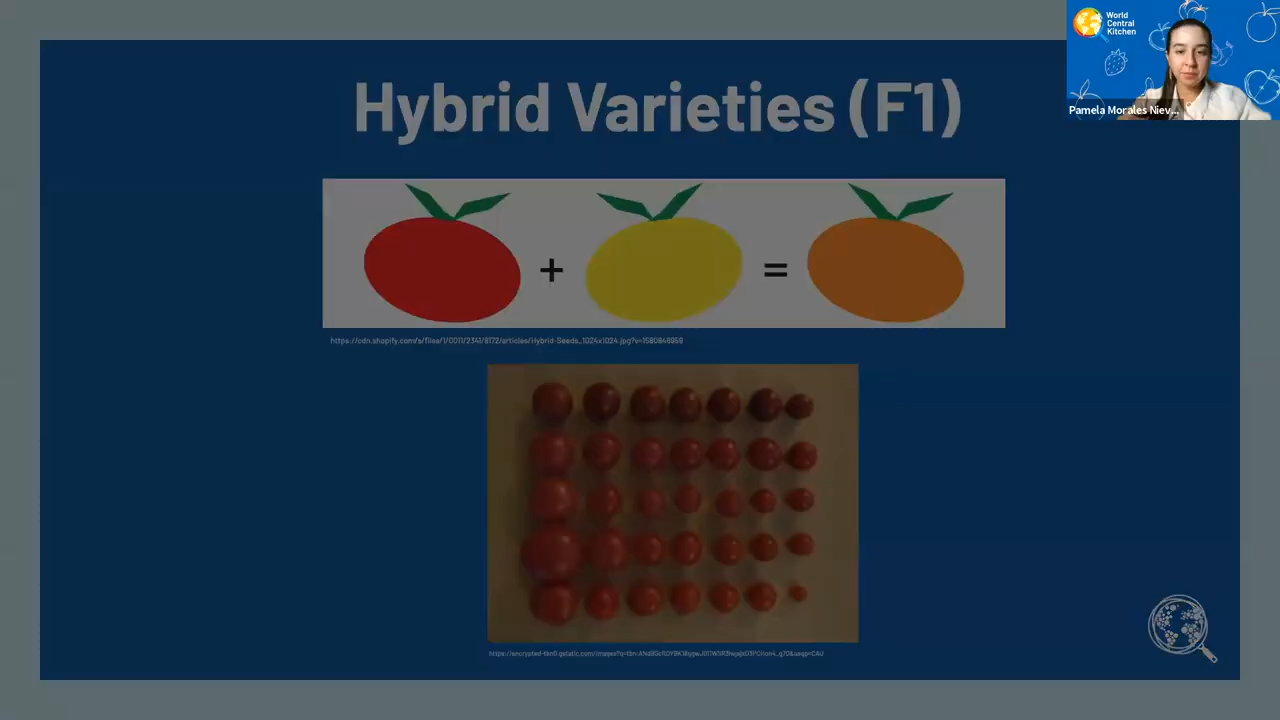 World
Central
Kitchen
Pamela Morales Niev...
Hybrid Varieties (F1)
+
=